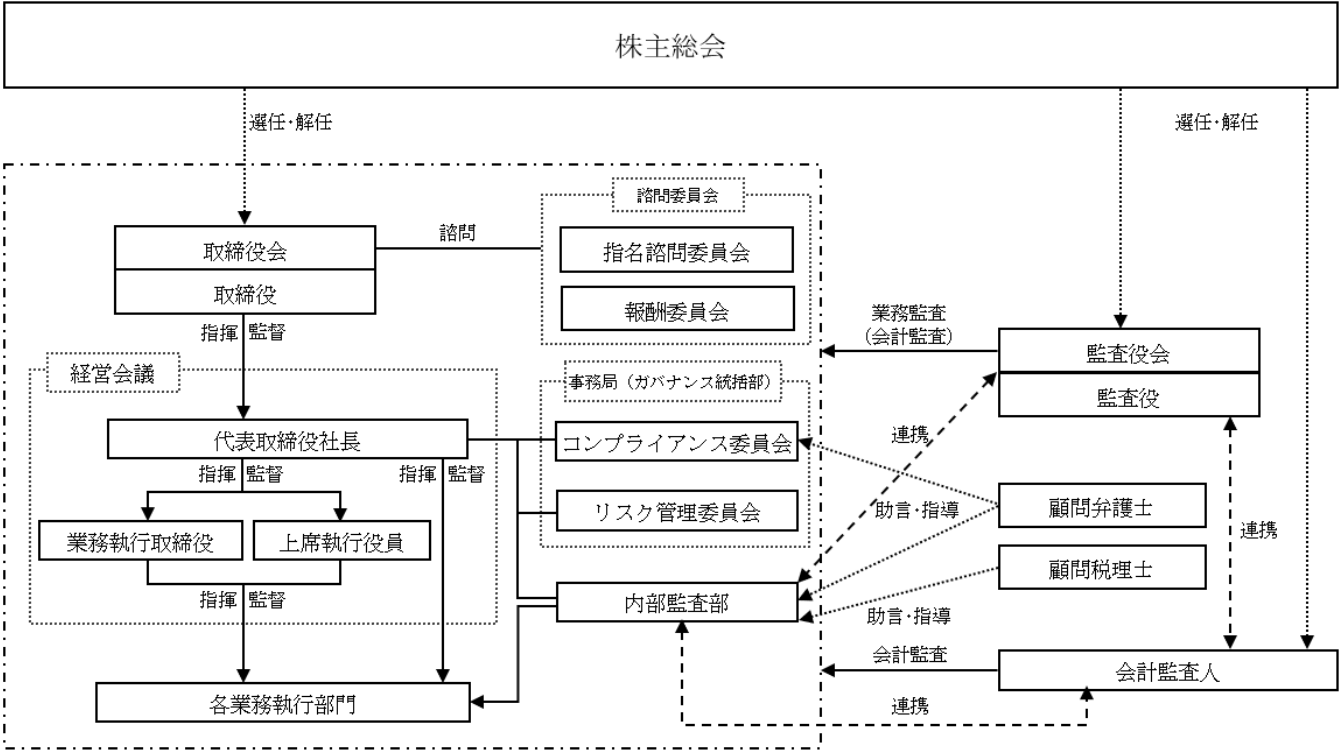 株主総会
選任・解任
選任・解任
諮問委員会
取締役会
諮問
指名諮問委員会
取締役
報酬委員会
指揮 監督
業務監査
(会計監査)
監査役会
経営会議
事務局（ガバナンス統括部）
監査役
代表取締役社長
コンプライアンス委員会
連携
指揮 監督
指揮 監督
リスク管理委員会
助言・指導
顧問弁護士
業務執行取締役
上席執行役員
連携
顧問税理士
指揮 監督
内部監査部
助言・指導
会計監査
会計監査人
各業務執行部門
連携